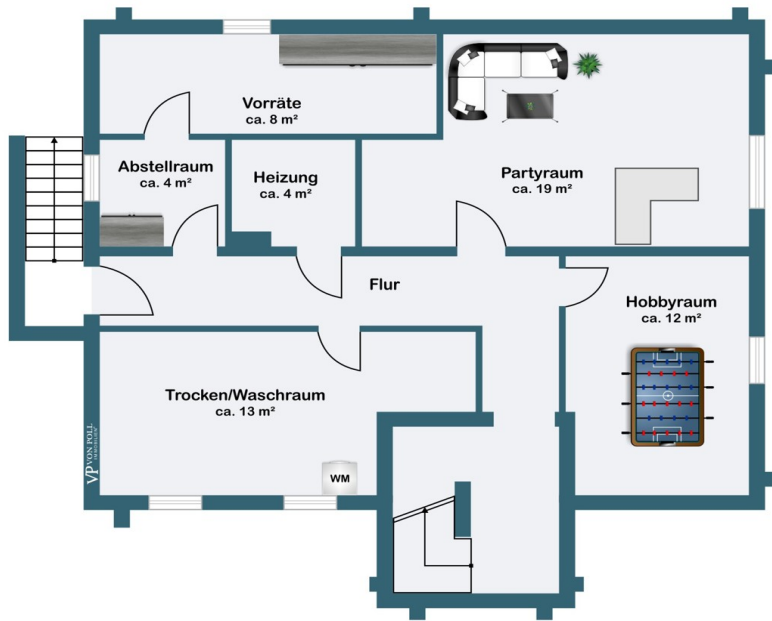 Vorräte
ca. 8 m²
Abstellraum
ca. 4 m²
Heizung
ca. 4 m²
Partyraum
ca. 19 m²
Flur
Hobbyraum
ca. 12 m²
Trocken/Waschraum
ca. 13 m²
WM
VP VON POLL
IMMOBILIEN®